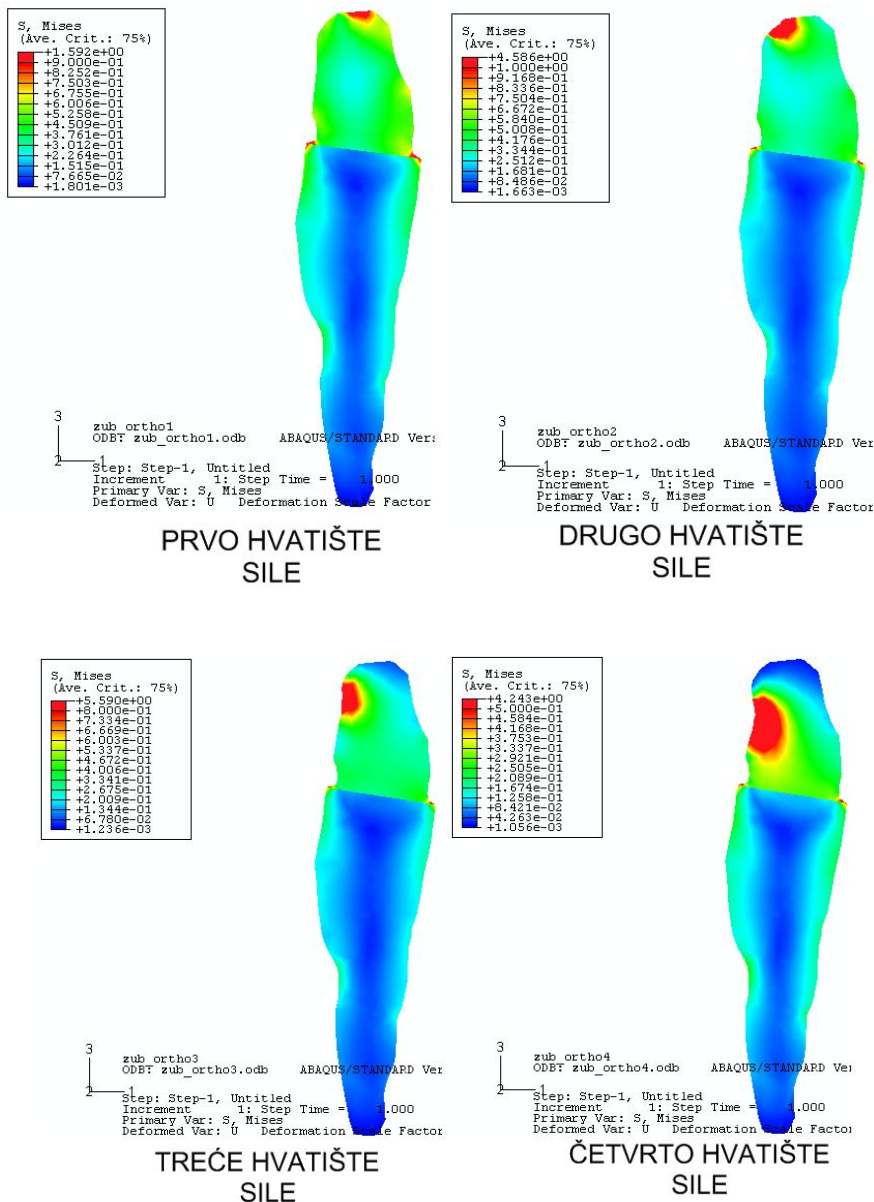 S, Mises
(Ave. Crit.: 75%)
+1.592e+00
+9.000e-01
+8.252e-01
+7.503e-01
+6.755e-01
+6.006e-01
+5.258e-01
+4.509e-01
+3.761e-01
+3.012e-01
+2.264e-01
+1.515e-01
+7.665e-02
+1.801e-03
3
2
1
zub_ortho1
ODB: zub_ortho1.odb ABAQUS/STANDARD Vers
Step: Step-1, Untitled
Increment 1: Step Time = 1.000
Primary Var: S, Mises
Deformed Var: U Deformation Scale Factor
PRVO HVATIŠTE
SILE
S, Mises
(Ave. Crit.: 75%)
+4.586e+00
+1.000e+00
+9.168e-01
+8.336e-01
+7.504e-01
+6.672e-01
+5.840e-01
+5.008e-01
+4.176e-01
+3.344e-01
+2.512e-01
+1.681e-01
+8.486e-02
+1.663e-03
3
2
1
zub_ortho2
ODB: zub_ortho2.odb ABAQUS/STANDARD Ver
Step: Step-1, Untitled
Increment 1: Step Time = 1.000
Primary Var: S, Mises
Deformed Var: U Deformation Scale Factor
DRUGO HVATIŠTE
SILE
S, Mises
(Ave. Crit.: 75%)
+5.590e+00
+8.000e-01
+7.334e-01
+6.669e-01
+6.003e-01
+5.337e-01
+4.672e-01
+4.006e-01
+3.341e-01
+2.675e-01
+2.009e-01
+1.344e-01
+6.780e-02
+1.236e-03
3
2
1
zub_ortho3
ODB: zub_ortho3.odb ABAQUS/STANDARD Ver
Step: Step-1, Untitled
Increment 1: Step Time = 1.000
Primary Var: S, Mises
Deformed Var: U Deformation Scale Factor
TREĆE HVATIŠTE
SILE
S, Mises
(Ave. Crit.: 75%)
+4.243e+00
+5.000e-01
+4.584e-01
+4.168e-01
+3.753e-01
+3.337e-01
+2.921e-01
+2.505e-01
+2.089e-01
+1.674e-01
+1.258e-01
+8.421e-02
+4.263e-02
+1.056e-03
3
2
1
zub_ortho4
ODB: zub_ortho4.odb ABAQUS/STANDARD Ver
Step: Step-1, Untitled
Increment 1: Step Time = 1.000
Primary Var: S, Mises
Deformed Var: U Deformation Scale Factor
ČETVRTO HVATIŠTE
SILE